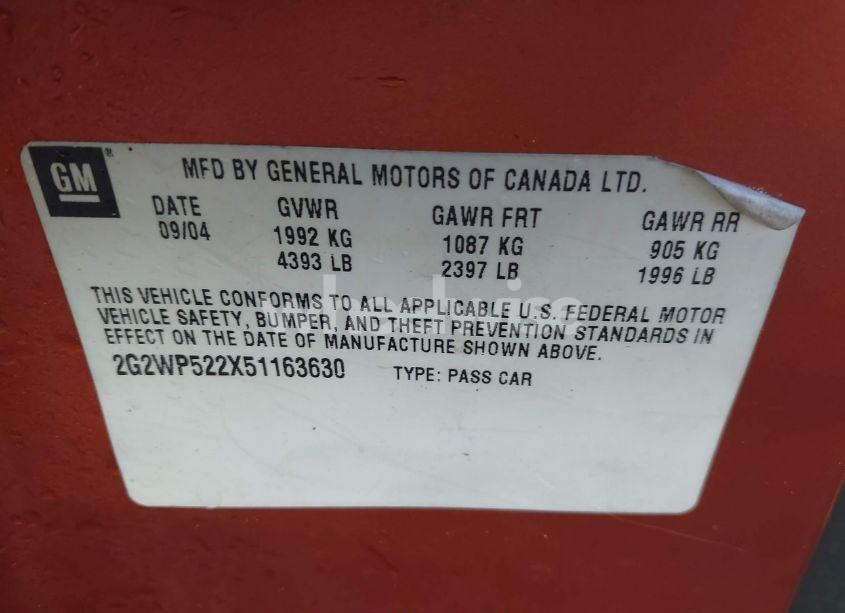 GM
MFD BY GENERAL MOTORS OF CANADA LTD.
DATE GVWR GAWR FRT GAWR RR
09/04 1992 KG 1087 KG 905 KG
4393 LB 2397 LB 1996 LB
THIS VEHICLE CONFORMS TO ALL APPLICABLE U.S. FEDERAL MOTOR
VEHICLE SAFETY, BUMPER, AND THEFT PREVENTION STANDARDS IN
EFFECT ON THE DATE OF MANUFACTURE SHOWN ABOVE.
2G2WP522X51163630 TYPE: PASS CAR